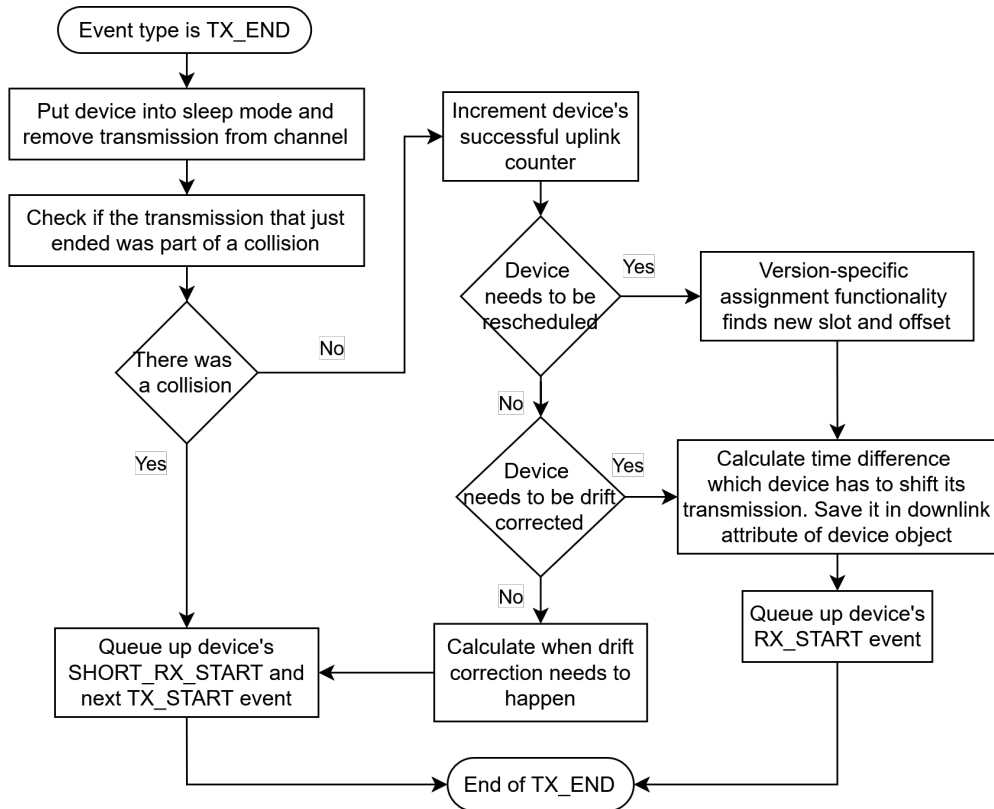 Event type is TX_END
Put device into sleep mode and
remove transmission from channel
Check if the transmission that just
ended was part of a collision
There was
a collision
No
Yes
Increment device's
successful uplink
counter
Device
needs to be
rescheduled
Yes
No
Version-specific
assignment functionality
finds new slot and offset
Device
needs to be drift
corrected
Yes
No
Calculate time difference
which device has to shift its
transmission. Save it in downlink
attribute of device object
Queue up device's
RX_START event
Calculate when drift
correction needs to
happen
Queue up device's
SHORT_RX_START and
next TX_START event
End of TX_END